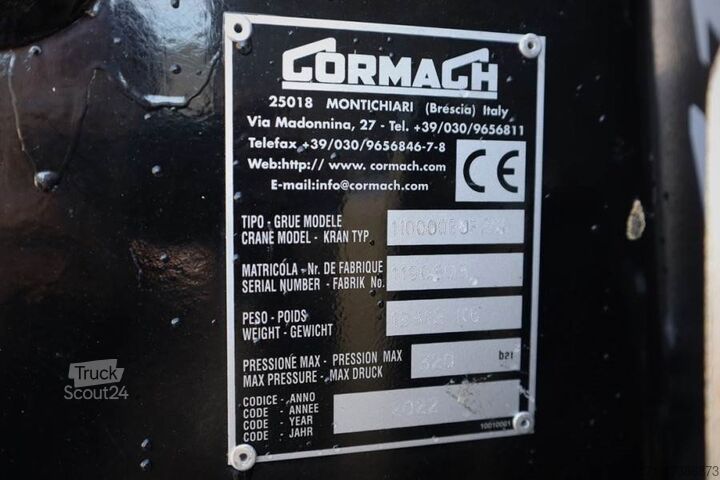 CORMACH
25018 MONTICHIARI (Brescia) Italy
Via Madonnina, 27 - Tel. +39/030/9656811
Telefax +39/030/9656846-7-8
Web:http// www. cormach.com
E-mail:info@cormach.com
CE
TIPO - GRUE MODELE
CRANE MODEL - KRAN TYP
MATRICOLA - Nr. DE FABRIQUE
SERIAL NUMBER - FABRIK No.
PESO - POIDS
WEIGHT - GEWICHT
KG
PRESSIONE MAX - PRESSION MAX
MAX PRESSURE - MAX DRUCK
320
CODICE - ANNO
CODE - ANNEE
CODE - YEAR
CODE - JAHR
2022
10010001
Truck
Scout24